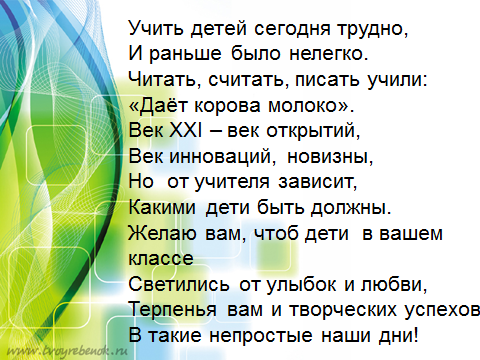 Учить детей сегодня трудно,
И раньше было нелегко.
Читать, считать, писать учили:
«Даёт корова молоко».
Век XXI – век открытий,
Век инноваций, новизны,
Но  от учителя зависит,
Какими дети быть должны.
Желаю вам, чтоб дети  в вашем
классе
Светились от улыбок и любви,
Терпенья вам и творческих успехов
В такие непростые наши дни!
www.tvoyrebenok.ru